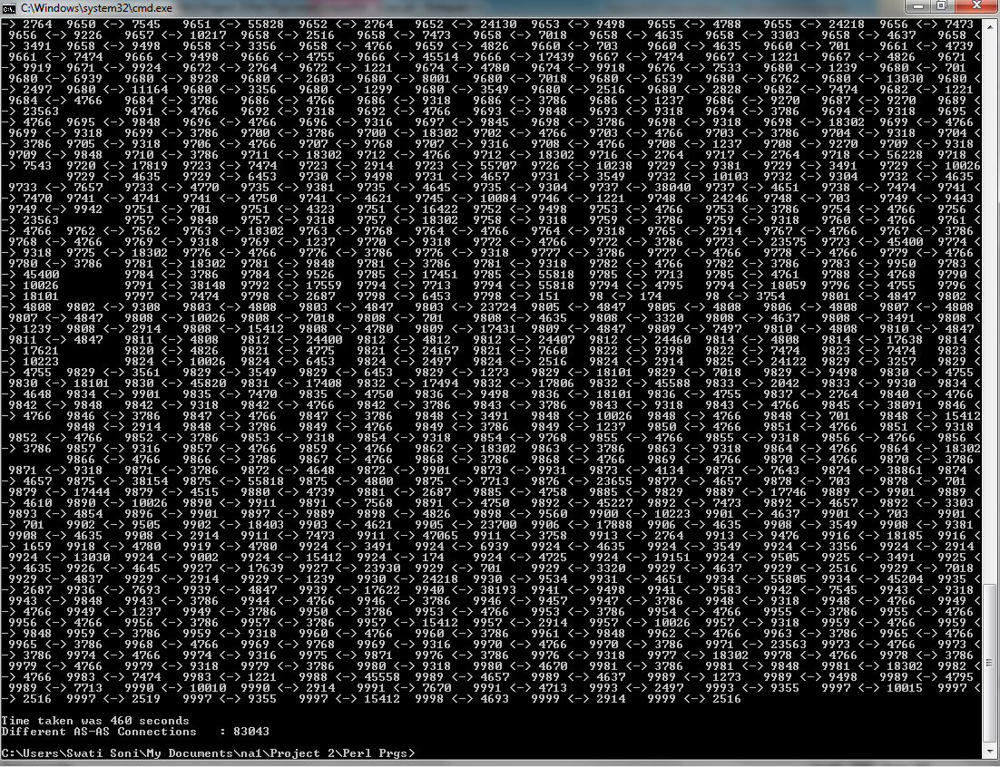 C:\Windows\system32\cmd.exe
-> 2764  9650 <-> 7545  9651 <-> 55828  9652 <-> 2764  9652 <-> 24130  9653 <-> 9498  9655 <-> 4755  9655 <-> 24218  9656 <-> 7473
9656 <-> 9226  9657 <-> 10217  9658 <-> 2516  9658 <-> 7473  9658 <-> 7018  9658 <-> 4635  9658 <-> 3303  9658 <-> 4637  9658 <
-> 3491  9658 <-> 9498  9658 <-> 3356  9658 <-> 4766  9659 <-> 4826  9660 <-> 703  9660 <-> 4635  9660 <-> 701  9661 <-> 4739
9661 <-> 7474  9666 <-> 9498  9666 <-> 4755  9666 <-> 45514  9666 <-> 17439  9667 <-> 7474  9667 <-> 1221  9667 <-> 4826  9671 <
-> 9919  9671 <-> 9924  9672 <-> 2764  9672 <-> 1221  9674 <-> 4780  9674 <-> 9918  9676 <-> 7533  9680 <-> 1239  9680 <-> 701
9680 <-> 6939  9680 <-> 8928  9680 <-> 2603  9680 <-> 8001  9680 <-> 7018  9680 <-> 6539  9680 <-> 6762  9680 <-> 13030  9680 <
-> 2497  9680 <-> 11164  9680 <-> 3356  9680 <-> 1299  9680 <-> 3549  9680 <-> 2516  9680 <-> 2828  9682 <-> 7474  9682 <-> 1221
9684 <-> 4766  9684 <-> 3786  9686 <-> 4766  9686 <-> 9318  9686 <-> 3786  9686 <-> 1237  9686 <-> 9270  9687 <-> 9270  9689 <
-> 23563  9691 <-> 4766  9692 <-> 9318  9692 <-> 4766  9693 <-> 9848  9693 <-> 9318  9694 <-> 3786  9694 <-> 9318  9695 <
-> 4766  9695 <-> 9848  9696 <-> 4766  9696 <-> 9316  9697 <-> 9845  9698 <-> 3786  9698 <-> 9318  9698 <-> 18302  9699 <-> 4766
9699 <-> 9318  9699 <-> 3786  9700 <-> 3786  9700 <-> 18302  9702 <-> 4766  9703 <-> 4766  9703 <-> 3786  9704 <-> 9318  9704 <
-> 3786  9705 <-> 9318  9706 <-> 4766  9707 <-> 9768  9707 <-> 9316  9708 <-> 4766  9708 <-> 1237  9708 <-> 9270  9709 <-> 9318
9709 <-> 9848  9710 <-> 3786  9711 <-> 18302  9712 <-> 4766  9712 <-> 18302  9716 <-> 2764  9717 <-> 2764  9718 <-> 56228  9718 <
-> 7543  9720 <-> 17819  9723 <-> 7474  9723 <-> 2914  9723 <-> 55707  9726 <-> 10238  9729 <-> 9381  9729 <-> 3491  9729 <-> 10026
9729 <-> 4635  9729 <-> 6453  9730 <-> 9498  9731 <-> 4657  9731 <-> 3549  9732 <-> 10103  9732 <-> 9304  9732 <-> 4635
9733 <-> 7657  9733 <-> 4770  9735 <-> 9381  9735 <-> 4645  9735 <-> 9304  9737 <-> 38040  9737 <-> 4651  9738 <-> 7474  9741 <
-> 7470  9741 <-> 4741  9741 <-> 4750  9741 <-> 4621  9745 <-> 10084  9746 <-> 1221  9748 <-> 24246  9748 <-> 703  9749 <-> 9443
9749 <-> 9942  9751 <-> 701  9751 <-> 4323  9751 <-> 16422  9752 <-> 9498  9753 <-> 4766  9753 <-> 3786  9754 <-> 4766  9756 <
-> 23563  9757 <-> 9848  9757 <-> 9318  9757 <-> 18302  9758 <-> 9318  9759 <-> 3786  9759 <-> 9318  9760 <-> 4766  9761 <
-> 4766  9762 <-> 7562  9763 <-> 18302  9763 <-> 3786  9764 <-> 4766  9764 <-> 9318  9765 <-> 2914  9767 <-> 4766  9767 <-> 3786
9768 <-> 4766  9769 <-> 9318  9769 <-> 1237  9770 <-> 9318  9772 <-> 4766  9772 <-> 3786  9773 <-> 23575  9773 <-> 45400  9774 <
-> 9318  9775 <-> 18302  9776 <-> 4766  9776 <-> 3786  9776 <-> 9318  9777 <-> 3786  9777 <-> 4766  9778 <-> 4766  9779 <-> 4766
9780 <-> 3786  9781 <-> 18302  9781 <-> 9848  9781 <-> 3786  9781 <-> 9318  9781 <-> 4766  9782 <-> 3786  9783 <-> 9950  9783 <
-> 45400  9784 <-> 3786  9784 <-> 9526  9785 <-> 17451  9785 <-> 55818  9785 <-> 7713  9785 <-> 4761  9788 <-> 4768  9790 <
-> 10026  9791 <-> 38148  9792 <-> 17559  9794 <-> 7713  9794 <-> 55818  9794 <-> 4795  9794 <-> 18059  9796 <-> 4755  9796 <
-> 18101  9797 <-> 7474  9798 <-> 2687  9798 <-> 6453  9798 <-> 151  98 <-> 174  98 <-> 3754  9801 <-> 4847  9802 <
-> 4808  9802 <-> 9308  9803 <-> 4808  9803 <-> 4847  9803 <-> 23724  9805 <-> 4847  9805 <-> 4808  9806 <-> 4808  9807 <-> 4808
9807 <-> 4847  9808 <-> 10026  9808 <-> 7018  9808 <-> 701  9808 <-> 4635  9808 <-> 3320  9808 <-> 4637  9808 <-> 3491  9808 <
-> 1239  9808 <-> 2914  9808 <-> 15412  9808 <-> 4780  9809 <-> 17431  9809 <-> 4847  9809 <-> 7497  9810 <-> 4808  9810 <-> 4847
9811 <-> 4847  9811 <-> 4808  9812 <-> 24400  9812 <-> 4812  9812 <-> 24407  9812 <-> 24460  9814 <-> 4808  9814 <-> 17638  9814 <
-> 17621  9820 <-> 4826  9821 <-> 4775  9821 <-> 24167  9821 <-> 7660  9822 <-> 9398  9822 <-> 7474  9823 <-> 7474  9823 <
-> 10223  9824 <-> 10026  9824 <-> 6453  9824 <-> 2497  9824 <-> 2516  9824 <-> 2914  9825 <-> 24122  9829 <-> 3257  9829 <
-> 4755  9829 <-> 3561  9829 <-> 3549  9829 <-> 6453  9829 <-> 1273  9829 <-> 18101  9829 <-> 7018  9829 <-> 9498  9830 <-> 4755
9830 <-> 18101  9830 <-> 45820  9831 <-> 17408  9832 <-> 17494  9832 <-> 17806  9832 <-> 45588  9833 <-> 2042  9833 <-> 9930  9834 <
-> 4648  9834 <-> 9901  9835 <-> 7470  9835 <-> 4750  9836 <-> 9498  9836 <-> 18101  9836 <-> 4755  9837 <-> 2764  9840 <-> 4766
9842 <-> 9848  9842 <-> 9318  9842 <-> 4766  9842 <-> 3786  9843 <-> 3786  9843 <-> 9318  9843 <-> 4766  9845 <-> 38091  9846 <
-> 4766  9846 <-> 3786  9847 <-> 4766  9847 <-> 3786  9848 <-> 3491  9848 <-> 10026  9848 <-> 4766  9848 <-> 701  9848 <-> 15412
9848 <-> 2914  9848 <-> 3786  9849 <-> 4766  9849 <-> 3786  9849 <-> 1237  9850 <-> 4766  9851 <-> 4766  9851 <-> 9318
9852 <-> 4766  9852 <-> 3786  9853 <-> 9318  9854 <-> 9318  9854 <-> 4768  9855 <-> 4766  9855 <-> 9318  9856 <-> 4766  9856 <
-> 3786  9857 <-> 9316  9857 <-> 4766  9859 <-> 4766  9862 <-> 18302  9863 <-> 3786  9863 <-> 9318  9864 <-> 4766  9864 <-> 18302
9866 <-> 4766  9866 <-> 3786  9867 <-> 4766  9868 <-> 3786  9868 <-> 3786  9869 <-> 4766  9870 <-> 4766  9870 <-> 3786
9871 <-> 9318  9871 <-> 3786  9872 <-> 4648  9872 <-> 9901  9873 <-> 9931  9873 <-> 4134  9873 <-> 7643  9874 <-> 38861  9874 <
-> 4657  9875 <-> 38154  9875 <-> 55818  9875 <-> 4800  9875 <-> 7713  9876 <-> 23655  9877 <-> 4657  9878 <-> 703  9878 <-> 701
9879 <-> 17444  9879 <-> 4515  9880 <-> 4739  9881 <-> 2687  9885 <-> 4758  9885 <-> 9829  9889 <-> 17746  9889 <-> 9901  9889 <
-> 4610  9890 <-> 10026  9890 <-> 9911  9891 <-> 7568  9891 <-> 4750  9892 <-> 45227  9892 <-> 7473  9892 <-> 4657  9892 <-> 3303
9893 <-> 4854  9896 <-> 9901  9897 <-> 9889  9898 <-> 4826  9898 <-> 9560  9900 <-> 10223  9901 <-> 4637  9901 <-> 703  9901 <
-> 701  9902 <-> 9505  9902 <-> 18403  9903 <-> 4621  9905 <-> 23700  9906 <-> 17888  9906 <-> 4635  9908 <-> 3549  9908 <-> 9381
9908 <-> 4635  9908 <-> 2914  9911 <-> 7473  9911 <-> 47065  9911 <-> 3758  9913 <-> 2764  9913 <-> 9476  9916 <-> 18185  9916 <
-> 1659  9918 <-> 4780  9919 <-> 4780  9924 <-> 3491  9924 <-> 6939  9924 <-> 4635  9924 <-> 3549  9924 <-> 3356  9924 <-> 2914
9924 <-> 13030  9924 <-> 9002  9924 <-> 15412  9924 <-> 174  9924 <-> 4725  9924 <-> 19151  9924 <-> 9505  9925 <-> 3491  9925 <
-> 4635  9926 <-> 4645  9927 <-> 17639  9927 <-> 23930  9929 <-> 701  9929 <-> 3320  9929 <-> 4637  9929 <-> 2516  9929 <-> 7018
9929 <-> 4837  9929 <-> 2914  9929 <-> 1239  9930 <-> 24218  9930 <-> 9534  9931 <-> 4651  9934 <-> 55805  9934 <-> 45204  9935 <
-> 2687  9936 <-> 7693  9939 <-> 4847  9939 <-> 17622  9940 <-> 38193  9941 <-> 9498  9941 <-> 9583  9942 <-> 7545  9943 <-> 9318
9943 <-> 9848  9943 <-> 3786  9944 <-> 4766  9946 <-> 3786  9946 <-> 9457  9947 <-> 3786  9948 <-> 9318  9948 <-> 4766  9949 <
-> 4766  9949 <-> 1237  9949 <-> 3786  9950 <-> 3786  9953 <-> 4766  9953 <-> 3786  9954 <-> 4766  9955 <-> 3786  9955 <-> 4766
9956 <-> 4766  9956 <-> 3786  9957 <-> 3786  9957 <-> 15412  9957 <-> 2914  9957 <-> 10026  9957 <-> 9318  9959 <-> 4766  9959 <
-> 9848  9959 <-> 3786  9959 <-> 9318  9960 <-> 4766  9960 <-> 3786  9961 <-> 9848  9962 <-> 4766  9963 <-> 3786  9965 <-> 4766
9965 <-> 3786  9968 <-> 4766  9969 <-> 9768  9969 <-> 9316  9970 <-> 4766  9970 <-> 3786  9971 <-> 23563  9973 <-> 4766  9973 <
-> 3786  9974 <-> 4766  9974 <-> 9316  9975 <-> 9871  9976 <-> 3786  9976 <-> 9318  9977 <-> 18302  9978 <-> 4766  9978 <-> 3786
9979 <-> 4766  9979 <-> 9318  9979 <-> 3786  9980 <-> 9318  9980 <-> 4670  9981 <-> 3786  9981 <-> 9848  9981 <-> 18302  9982 <
-> 4766  9983 <-> 7474  9983 <-> 1221  9988 <-> 45558  9989 <-> 4657  9989 <-> 4637  9989 <-> 1273  9989 <-> 9498  9989 <-> 4795
9989 <-> 7713  9990 <-> 10010  9990 <-> 2914  9991 <-> 7670  9991 <-> 4713  9993 <-> 2497  9993 <-> 9355  9997 <-> 10015  9997 <
-> 2516  9997 <-> 2519  9997 <-> 9355  9997 <-> 15412  9998 <-> 4693  9999 <-> 2914  9999 <-> 2516
Time taken was 460 seconds
Different AS-AS Connections   : 83043
C:\Users\Swati Soni\My Documents\na1\Project 2\Perl Prgs>